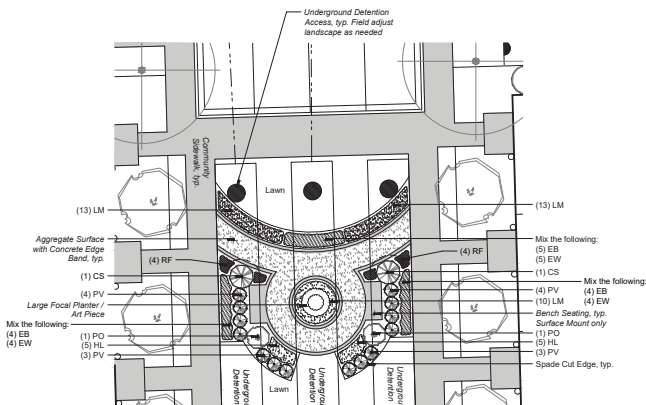 Underground Detention
Access, typ. Field adjust
landscape as needed
Community
Sidewalk, typ.
Lawn
(13) LM
Aggregate Surface
with Concrete Edge
Band, typ.
(4) RF
(1) CS
(4) PV
Large Focal Planter /
Art Piece
Mix the following:
(4) EB
(4) EW
(1) PO
(5) HL
(3) PV
(13) LM
Mix the following:
(5) EB
(5) EW
(4) RF
(1) CS
Mix the following:
(4) EB
(4) EW
(4) PV
(10) LM
Bench Seating, typ.
Surface Mount only
(1) PO
(5) HL
(3) PV
Spade Cut Edge, typ.
Lawn
Detention
Detention
Detention